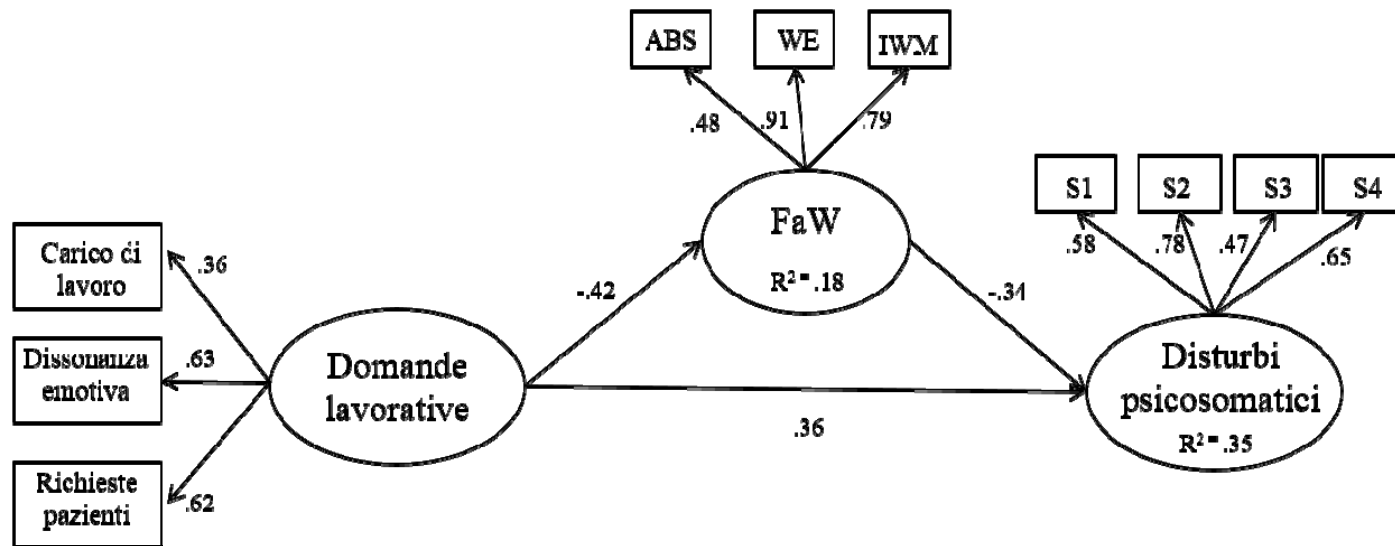 ABS
WE
IWM
.48
.91
.79
FaW
R² = .18
S1
S2
S3
S4
.58
.78
.47
.65
Carico di
lavoro
.36
Dissonanza
emotiva
.63
Richieste
pazienti
.62
Domande
lavorative
-.42
-.34
.36
Disturbi
psicosomatici
R² = .35